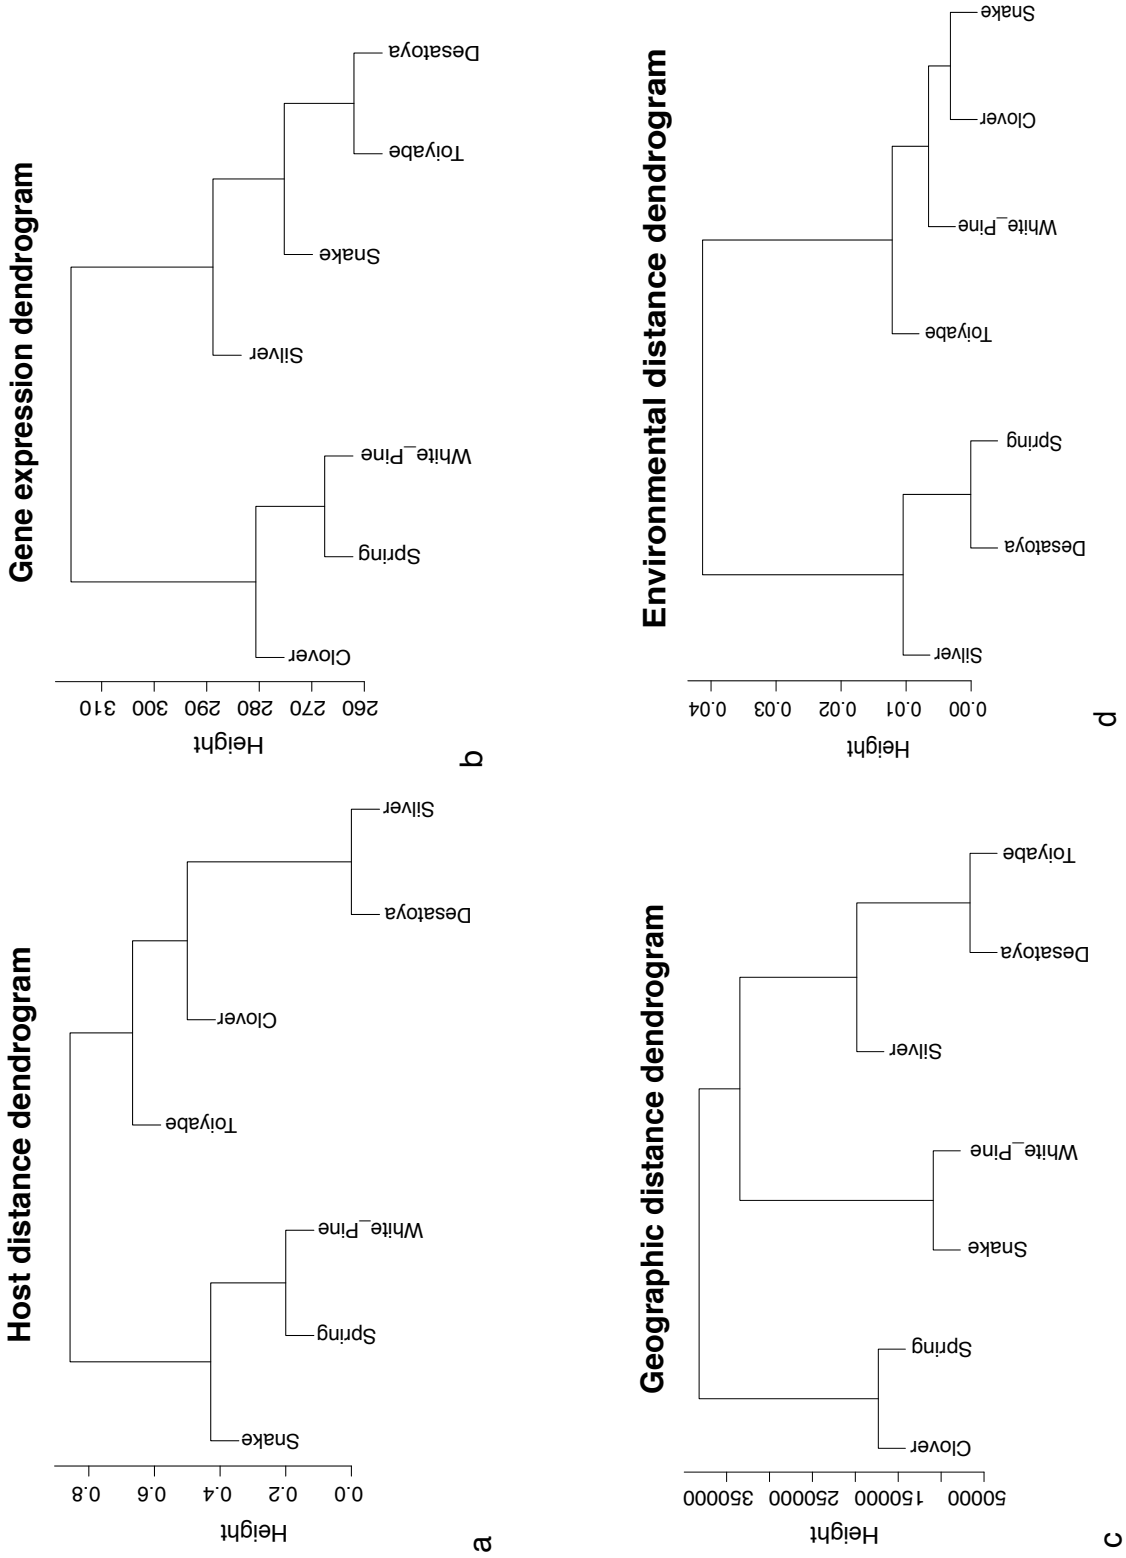 Host distance dendrogram
Height
0.0
0.2
0.4
0.6
0.8
Snake
Spring
White_Pine
Toiyabe
Clover
Desatoya
Silver
a
Gene expression dendrogram
Height
260
270
280
290
300
310
Clover
Spring
White_Pine
Silver
Snake
Toiyabe
Desatoya
b
Geographic distance dendrogram
Height
50000
150000
250000
350000
Clover
Spring
Snake
White_Pine
Silver
Desatoya
Toiyabe
c
Environmental distance dendrogram
Height
0.00
0.01
0.02
0.03
0.04
Silver
Desatoya
Spring
Toiyabe
White_Pine
Clover
Snake
d